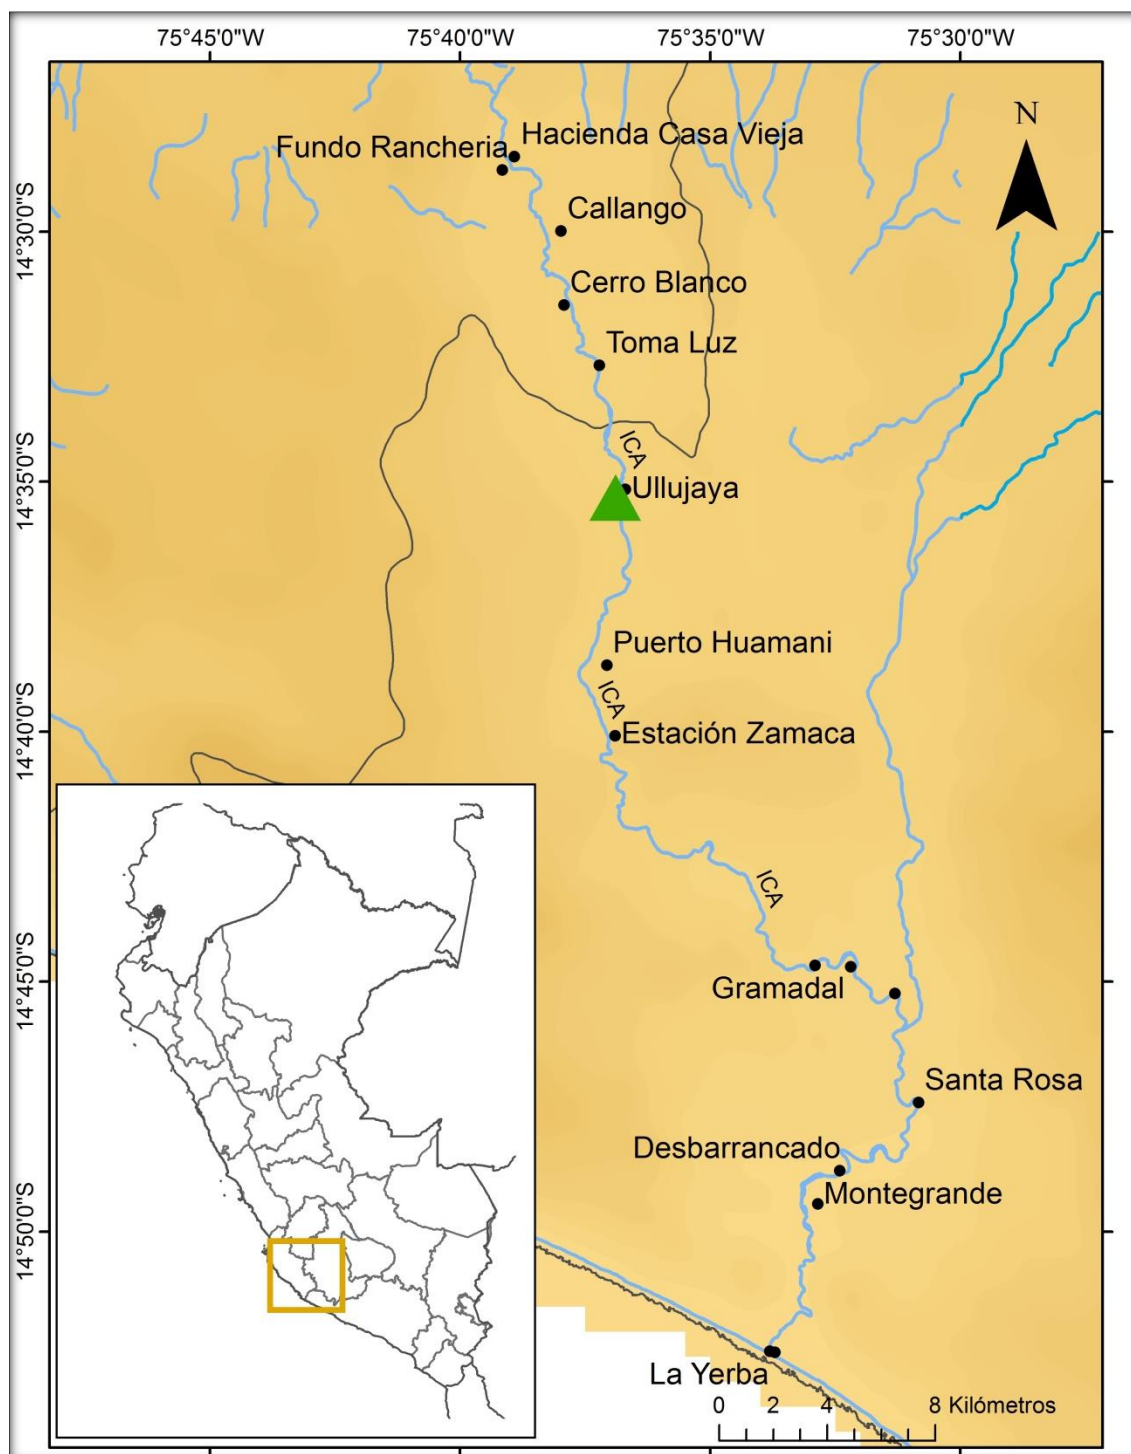 75°45'0"W 75°40'0"W 75°35'0"W 75°30'0"W
N
Hacienda Casa Vieja
Fundo Rancheria
14°30'0"S
Callango
Cerro Blanco
Toma Luz
ICA
14°35'0"S
Ullujaya
Puerto Huamani
ICA
14°40'0"S
Estación Zamaca
ICA
14°45'0"S
Gramadal
Santa Rosa
Desbarrancado
Montegrande
14°50'0"S
La Yerba
0 2 4 8 Kilómetros